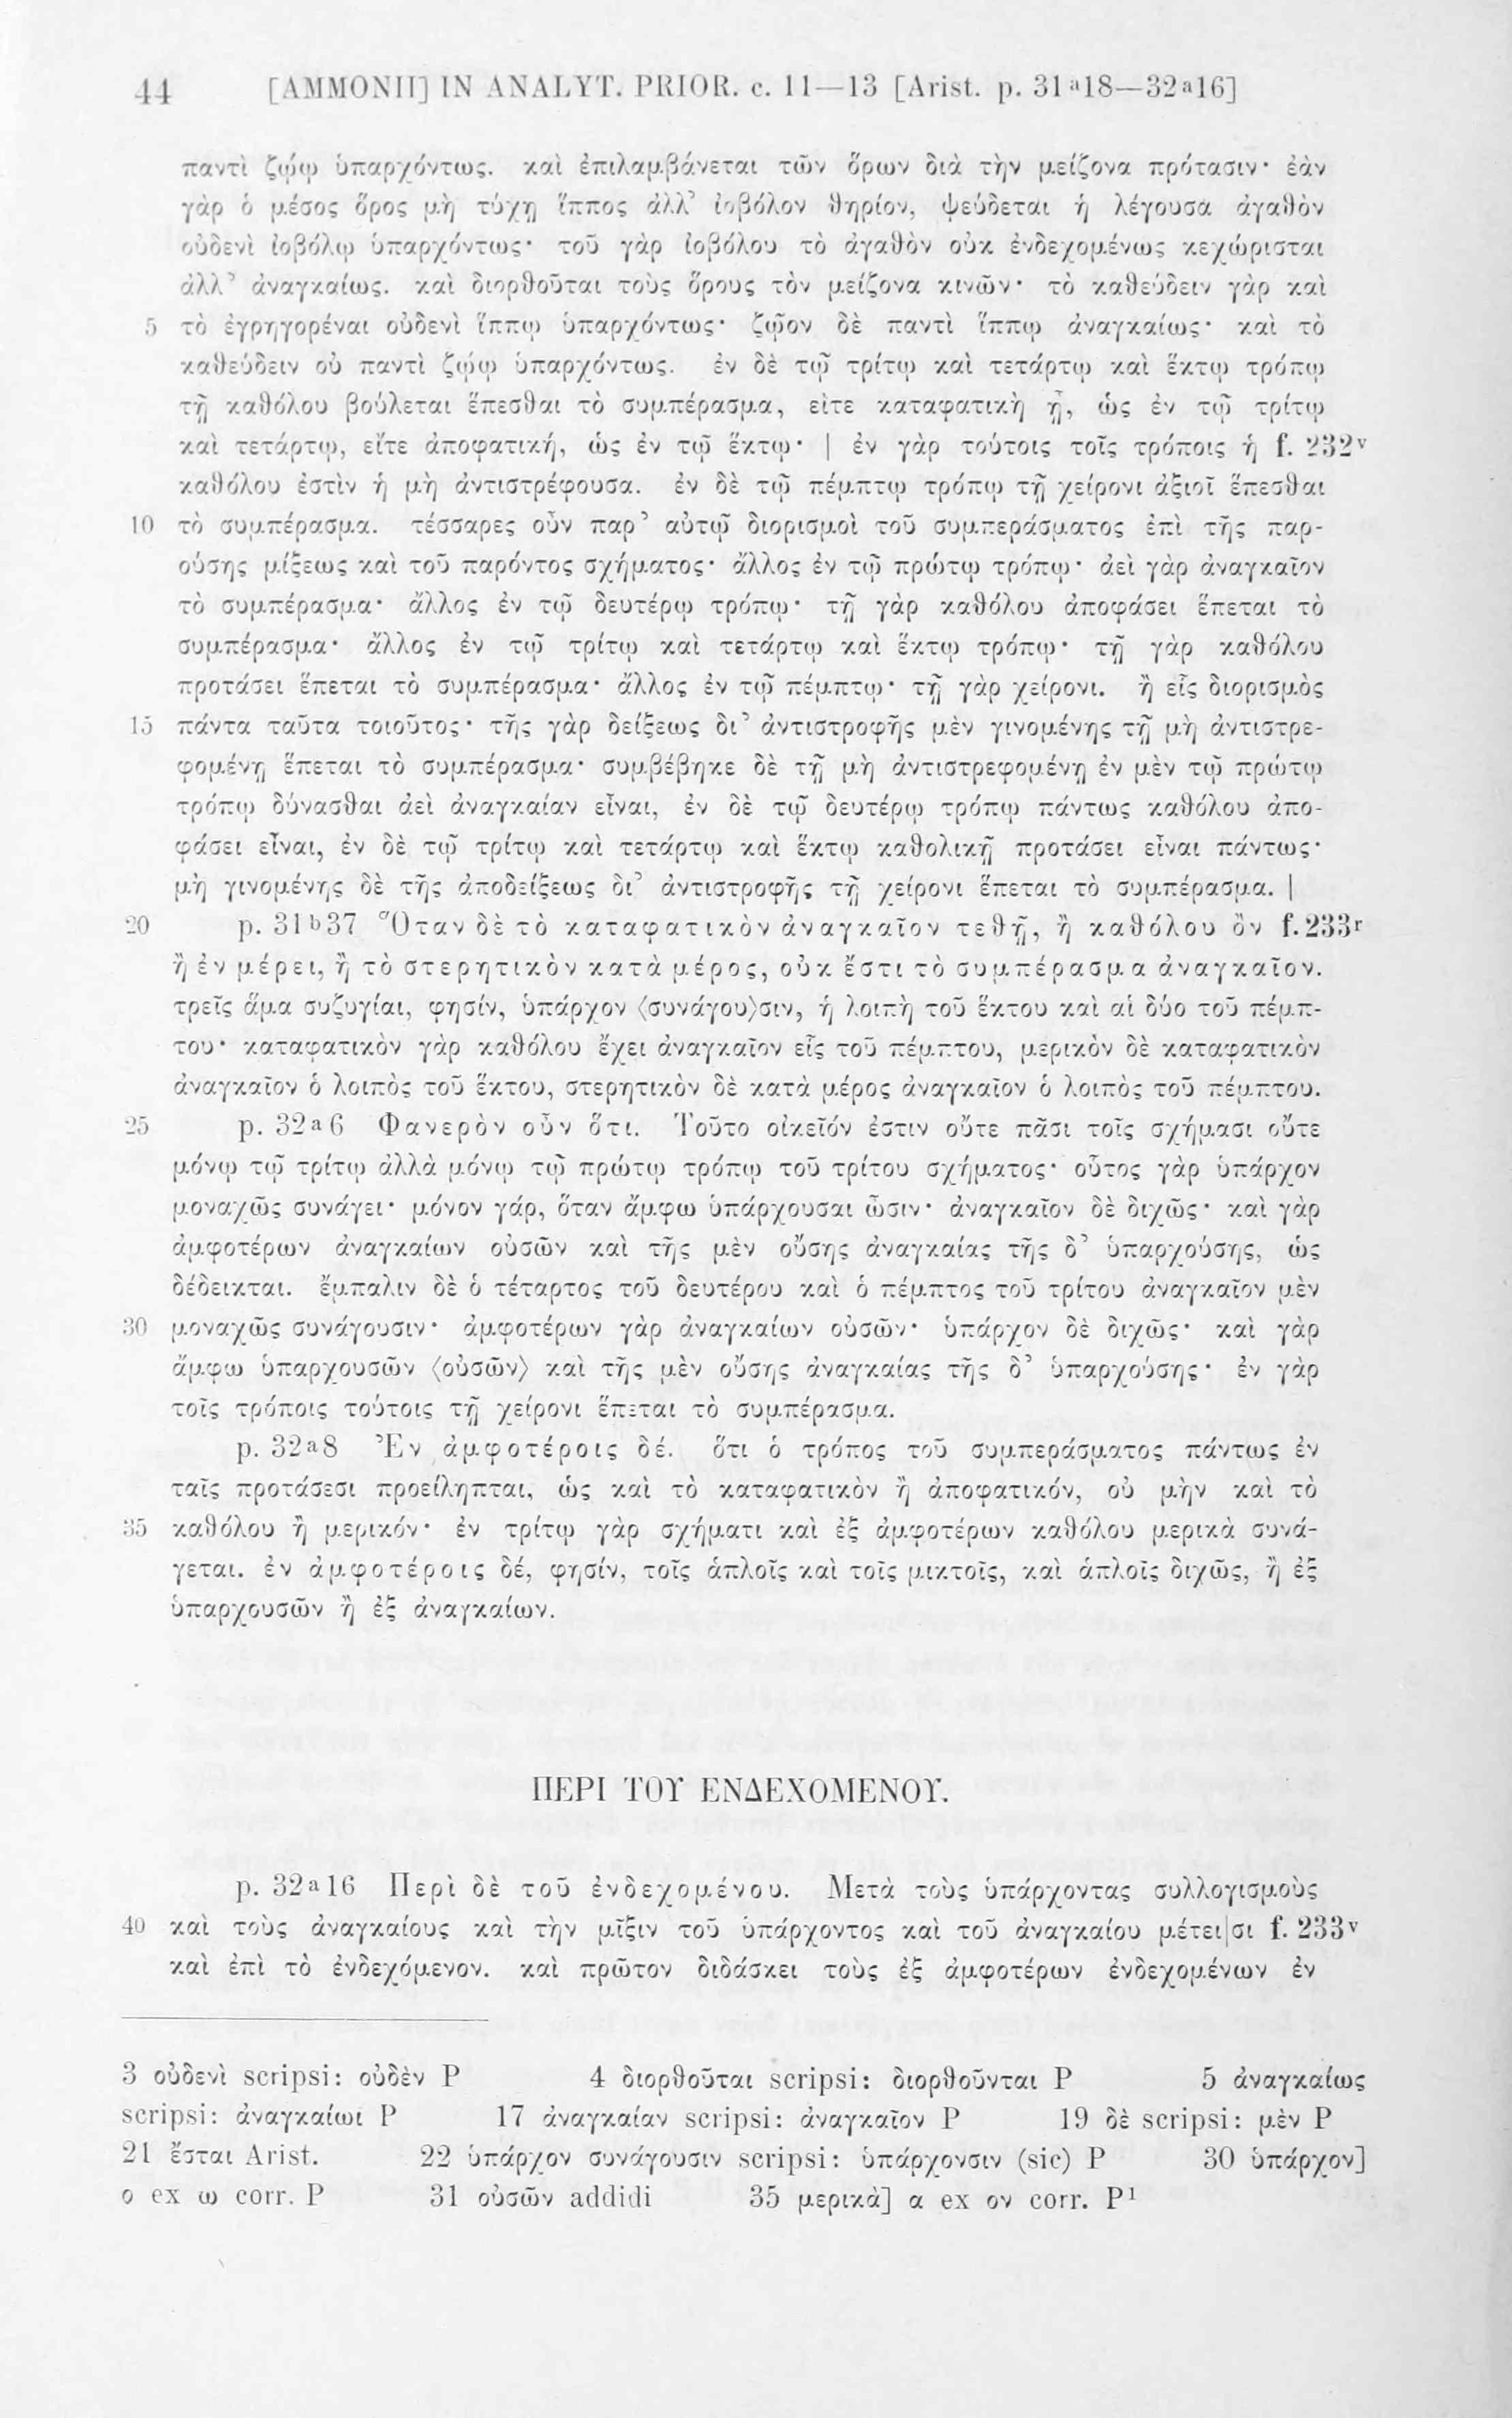 44 [AMMONII] IN ANALYT. PRIOR. c. 11—13 [Arist. p. 31ᵃ18—32ᵃ16]
παντὶ ζῴῳ ὑπαρχόντως. καὶ ἐπιλαμβάνεται τῶν ὅρων διὰ τὴν μείζονα πρότασιν· ἐὰν
γὰρ ὁ μέσος ὅρος μὴ τύχῃ ἵππος ἀλλ' ἰοβόλον θηρίον, ψεύδεται ἡ λέγουσα ἀγαθὸν
οὐδενὶ ἰοβόλῳ ὑπαρχόντως· τοῦ γὰρ ἰοβόλου τὸ ἀγαθὸν οὐκ ἐνδεχομένως κεχώρισται
ἀλλ' ἀναγκαίως. καὶ διορθοῦται τοὺς ὅρους τὸν μείζονα κινῶν· τὸ καθεύδειν γὰρ καὶ
5 τὸ ἐγρηγορέναι οὐδενὶ ἵππῳ ὑπαρχόντως· ζῷον δὲ παντὶ ἵππῳ ἀναγκαίως· καὶ τὸ
καθεύδειν οὐ παντὶ ζῴῳ ὑπαρχόντως. ἐν δὲ τῷ τρίτῳ καὶ τετάρτῳ καὶ ἕκτῳ τρόπῳ
τῇ καθόλου βούλεται ἕπεσθαι τὸ συμπέρασμα, εἴτε καταφατικὴ ᾖ, ὡς ἐν τῷ τρίτῳ
καὶ τετάρτῳ, εἴτε ἀποφατική, ὡς ἐν τῷ ἕκτῳ· | ἐν γὰρ τούτοις τοῖς τρόποις ἡ f. 232ᵛ
καθόλου ἐστὶν ἡ μὴ ἀντιστρέφουσα. ἐν δὲ τῷ πέμπτῳ τρόπῳ τῇ χείρονι ἀξιοῖ ἕπεσθαι
10 τὸ συμπέρασμα. τέσσαρες οὖν παρ' αὐτῷ διορισμοὶ τοῦ συμπεράσματος ἐπὶ τῆς παρ-
ούσης μίξεως καὶ τοῦ παρόντος σχήματος· ἄλλος ἐν τῷ πρώτῳ τρόπῳ· ἀεὶ γὰρ ἀναγκαῖον
τὸ συμπέρασμα· ἄλλος ἐν τῷ δευτέρῳ τρόπῳ· τῇ γὰρ καθόλου ἀποφάσει ἕπεται τὸ
συμπέρασμα· ἄλλος ἐν τῷ τρίτῳ καὶ τετάρτῳ καὶ ἕκτῳ τρόπῳ· τῇ γὰρ καθόλου
προτάσει ἕπεται τὸ συμπέρασμα· ἄλλος ἐν τῷ πέμπτῳ· τῇ γὰρ χείρονι. ἢ εἷς διορισμὸς
15 πάντα ταῦτα τοιοῦτος· τῆς γὰρ δείξεως δι' ἀντιστροφῆς μὲν γινομένης τῇ μὴ ἀντιστρε-
φομένῃ ἕπεται τὸ συμπέρασμα· συμβέβηκε δὲ τῇ μὴ ἀντιστρεφομένῃ ἐν μὲν τῷ πρώτῳ
τρόπῳ δύνασθαι ἀεὶ ἀναγκαίαν εἶναι, ἐν δὲ τῷ δευτέρῳ τρόπῳ πάντως καθόλου ἀπο-
φάσει εἶναι, ἐν δὲ τῷ τρίτῳ καὶ τετάρτῳ καὶ ἕκτῳ καθολικῇ προτάσει εἶναι πάντως·
μὴ γινομένης δὲ τῆς ἀποδείξεως δι' ἀντιστροφῆς τῇ χείρονι ἕπεται τὸ συμπέρασμα. |
20 p. 31ᵇ37 Ὅταν δὲ τὸ καταφατικὸν ἀναγκαῖον τεθῇ, ἢ καθόλου ὂν f. 233ʳ
ἢ ἐν μέρει, ἢ τὸ στερητικὸν κατὰ μέρος, οὐκ ἔστι τὸ συμπέρασμα ἀναγκαῖον.
τρεῖς ἅμα συζυγίαι, φησίν, ὑπάρχον ⟨συνάγου⟩σιν, ἡ λοιπὴ τοῦ ἕκτου καὶ αἱ δύο τοῦ πέμπ-
του· καταφατικὸν γὰρ καθόλου ἔχει ἀναγκαῖον εἷς τοῦ πέμπτου, μερικὸν δὲ καταφατικὸν
ἀναγκαῖον ὁ λοιπὸς τοῦ ἕκτου, στερητικὸν δὲ κατὰ μέρος ἀναγκαῖον ὁ λοιπὸς τοῦ πέμπτου.
25 p. 32ᵃ6 Φανερὸν οὖν ὅτι. Τοῦτο οἰκεῖόν ἐστιν οὔτε πᾶσι τοῖς σχήμασι οὔτε
μόνῳ τῷ τρίτῳ ἀλλὰ μόνῳ τῷ πρώτῳ τρόπῳ τοῦ τρίτου σχήματος· οὗτος γὰρ ὑπάρχον
μοναχῶς συνάγει· μόνον γάρ, ὅταν ἄμφω ὑπάρχουσαι ὦσιν· ἀναγκαῖον δὲ διχῶς· καὶ γὰρ
ἀμφοτέρων ἀναγκαίων οὐσῶν καὶ τῆς μὲν οὔσης ἀναγκαίας τῆς δ' ὑπαρχούσης, ὡς
δέδεικται. ἔμπαλιν δὲ ὁ τέταρτος τοῦ δευτέρου καὶ ὁ πέμπτος τοῦ τρίτου ἀναγκαῖον μὲν
30 μοναχῶς συνάγουσιν· ἀμφοτέρων γὰρ ἀναγκαίων οὐσῶν· ὑπάρχον δὲ διχῶς· καὶ γὰρ
ἄμφω ὑπαρχουσῶν ⟨οὐσῶν⟩ καὶ τῆς μὲν οὔσης ἀναγκαίας τῆς δ' ὑπαρχούσης· ἐν γὰρ
τοῖς τρόποις τούτοις τῇ χείρονι ἕπεται τὸ συμπέρασμα.
p. 32ᵃ8 Ἐν ἀμφοτέροις δέ. ὅτι ὁ τρόπος τοῦ συμπεράσματος πάντως ἐν
ταῖς προτάσεσι προείληπται, ὡς καὶ τὸ καταφατικὸν ἢ ἀποφατικόν, οὐ μὴν καὶ τὸ
35 καθόλου ἢ μερικόν· ἐν τρίτῳ γὰρ σχήματι καὶ ἐξ ἀμφοτέρων καθόλου μερικὰ συνά-
γεται. ἐν ἀμφοτέροις δέ, φησίν, τοῖς ἁπλοῖς καὶ τοῖς μικτοῖς, καὶ ἁπλοῖς διχῶς, ἢ ἐξ
ὑπαρχουσῶν ἢ ἐξ ἀναγκαίων.
ΠΕΡΙ ΤΟΥ ΕΝΔΕΧΟΜΕΝΟΥ.
p. 32ᵃ16 Περὶ δὲ τοῦ ἐνδεχομένου. Μετὰ τοὺς ὑπάρχοντας συλλογισμοὺς
40 καὶ τοὺς ἀναγκαίους καὶ τὴν μῖξιν τοῦ ὑπάρχοντος καὶ τοῦ ἀναγκαίου μέτει|σι f. 233ᵛ
καὶ ἐπὶ τὸ ἐνδεχόμενον. καὶ πρῶτον διδάσκει τοὺς ἐξ ἀμφοτέρων ἐνδεχομένων ἐν
3 οὐδενὶ scripsi: οὐδὲν P 4 διορθοῦται scripsi: διορθοῦνται P 5 ἀναγκαίως
scripsi: ἀναγκαίωι P 17 ἀναγκαίαν scripsi: ἀναγκαῖον P 19 δὲ scripsi: μὲν P
21 ἔσται Arist. 22 ὑπάρχον συνάγουσιν scripsi: ὑπάρχονσιν (sic) P 30 ὑπάρχον]
ο ex ω corr. P 31 οὐσῶν addidi 35 μερικὰ] α ex ον corr. P¹